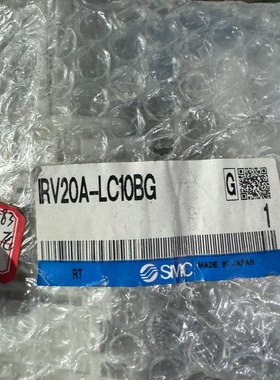 IRV20A-LC10BG
G
1
RT
SMC
MADE IN JAPAN